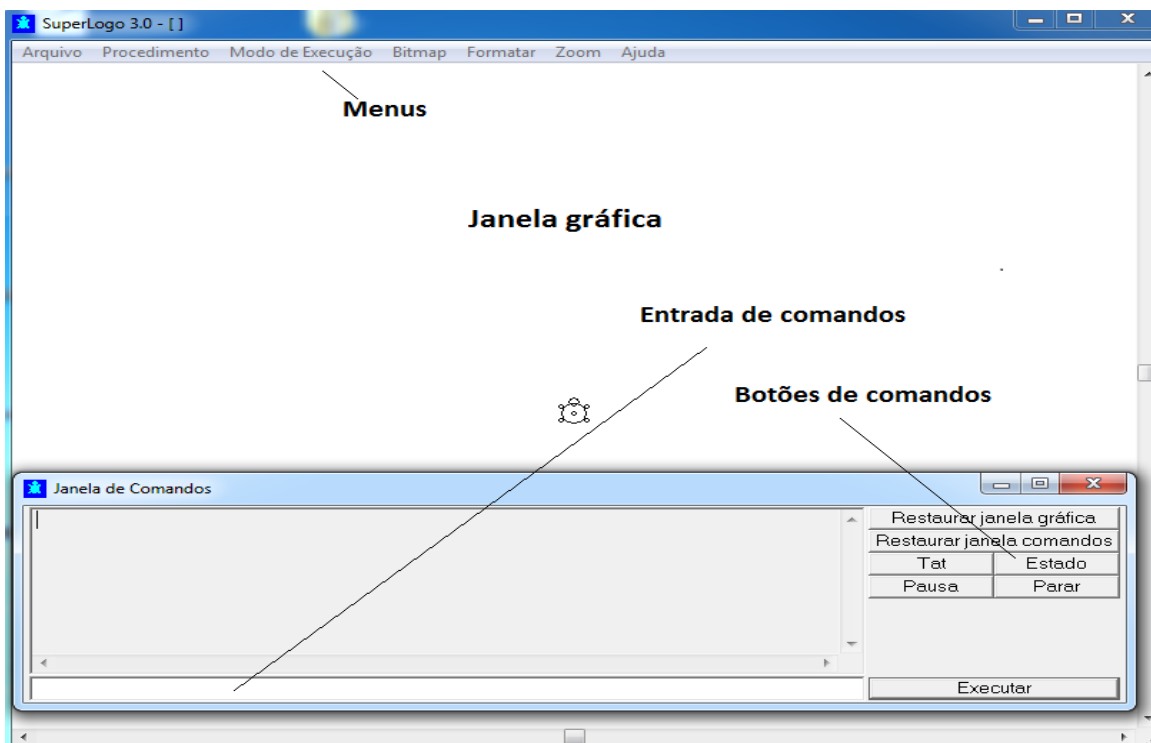 SuperLogo 3.0 - [ ]
Arquivo Procedimento Modo de Execução Bitmap Formatar Zoom Ajuda
Menus
Janela gráfica
Entrada de comandos
Botões de comandos
Janela de Comandos
Restaurar janela gráfica
Restaurar janela comandos
Tat Estado
Pausa Parar
Executar